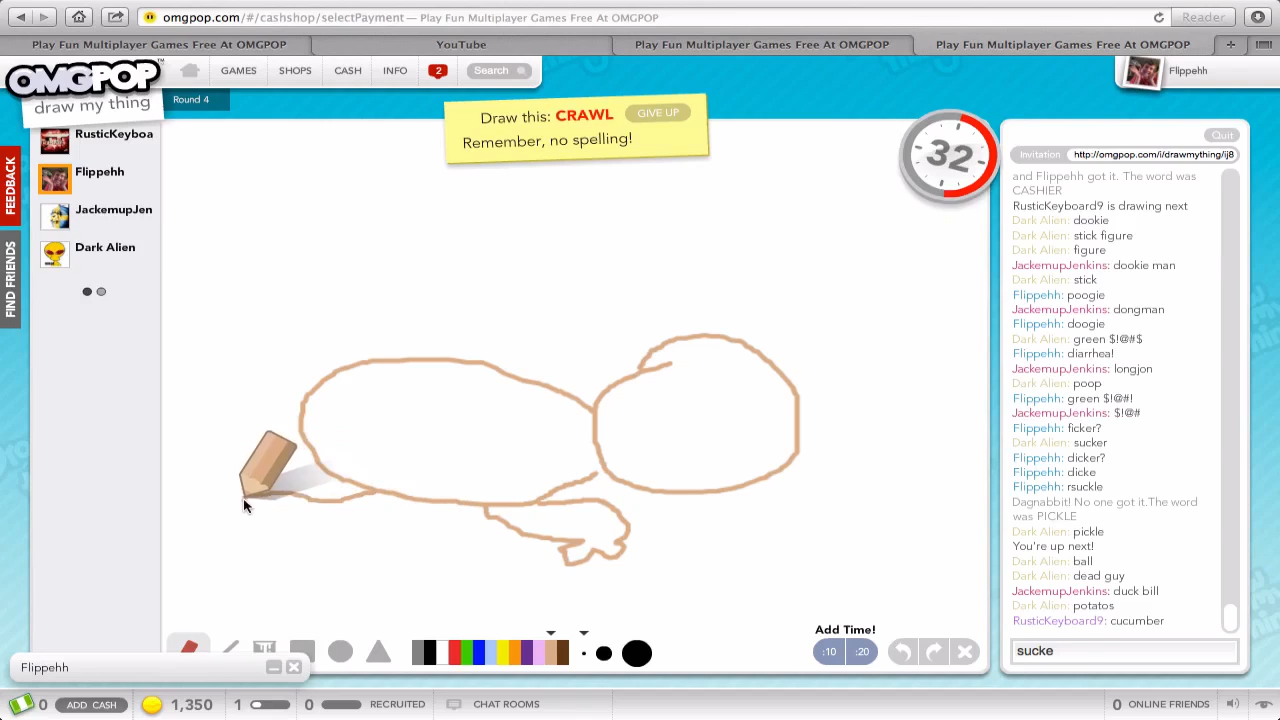 omgpop.com/#/cashshop/selectPayment — Play Fun Multiplayer Games Free At OMGPOP
Reader
Play Fun Multiplayer Games Free At OMGPOP
YouTube
Play Fun Multiplayer Games Free At OMGPOP
Play Fun Multiplayer Games Free At OMGPOP
OMGPOP
draw my thing
GAMES
SHOPS
CASH
INFO
2
Search
Flippehh
Round 4
Draw this: CRAWL
GIVE UP
Remember, no spelling!
32
FEEDBACK
FIND FRIENDS
RusticKeyboa
Flippehh
JackemupJen
Dark Alien
Quit
Invitation http://omgpop.com/i/drawmything/ij8
and Flippehh got it. The word was
CASHIER
RusticKeyboard9 is drawing next
Dark Alien: dookie
Dark Alien: stick figure
Dark Alien: figure
JackemupJenkins: dookie man
Dark Alien: stick
Flippehh: poogie
JackemupJenkins: dongman
Flippehh: doogie
Dark Alien: green $!@#$
Flippehh: diarrhea!
JackemupJenkins: longjon
Dark Alien: poop
Flippehh: green $!@#!
JackemupJenkins: $!@#
Flippehh: ficker?
Dark Alien: sucker
Flippehh: dicker?
Flippehh: dicke
Flippehh: rsuckle
Dagnabbit! No one got it.The word
was PICKLE
Dark Alien: pickle
You're up next!
Dark Alien: ball
Dark Alien: dead guy
JackemupJenkins: duck bill
Dark Alien: potatos
RusticKeyboard9: cucumber
sucke
Add Time!
:10
:20
Flippehh
0
ADD CASH
1,350
1
0
RECRUITED
CHAT ROOMS
0 ONLINE FRIENDS